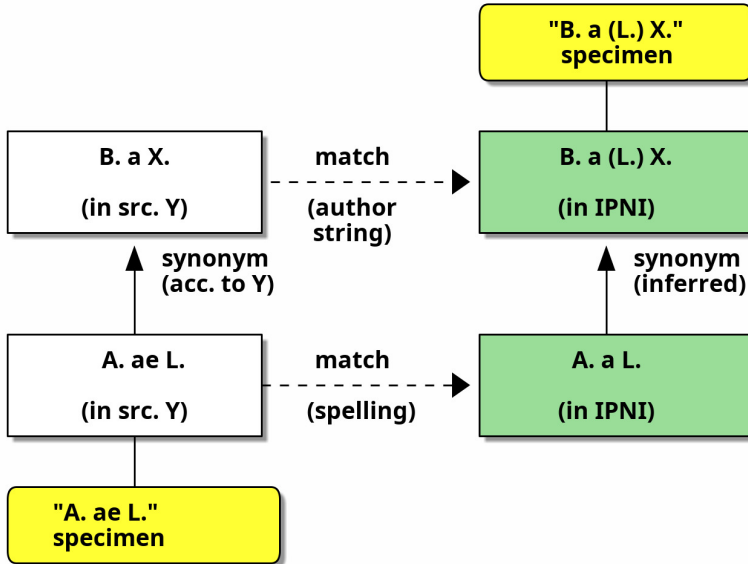 "B. a (L.) X."
specimen
B. a X.
(in src. Y)
match
(author
string)
B. a (L.) X.
(in IPNI)
synonym
(acc. to Y)
synonym
(inferred)
A. ae L.
(in src. Y)
match
(spelling)
A. a L.
(in IPNI)
"A. ae L."
specimen